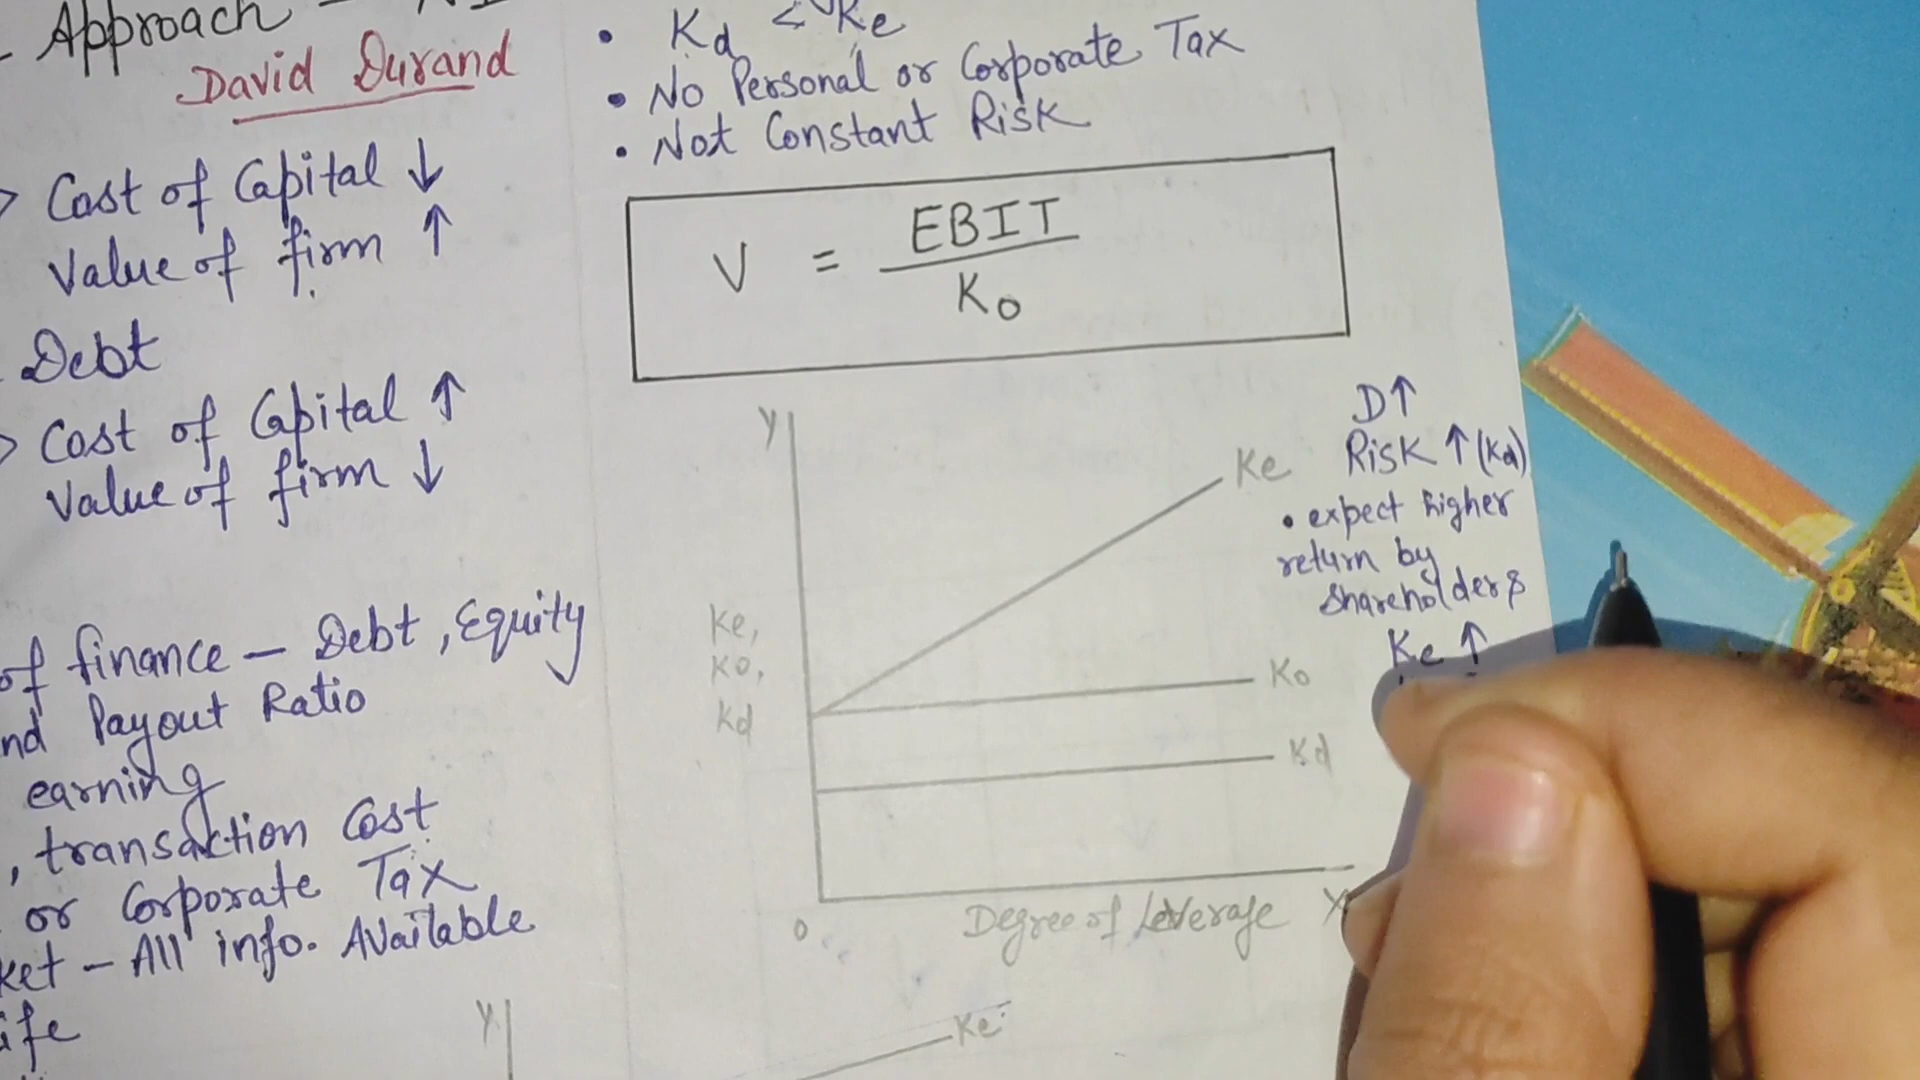 Approach -
David Durand
Cost of Capital ↓
Value of firm ↑
Debt
Cost of Capital ↑
Value of firm ↓
of finance - Debt, Equity
nd Payout Ratio
earning
, transaction Cost
or Corporate Tax
ket - All info. Available
ife
Y
• Kd < Ke
• No Personal or Corporate Tax
• Not Constant Risk
V = EBIT
Ko
Y
Ke
Ke,
Ko,
Kd
Ko
Kd
O
Degree of Leverage X
D↑
Risk ↑ (Kd)
• expect higher
return by
Shareholders
Ke ↑
Ke